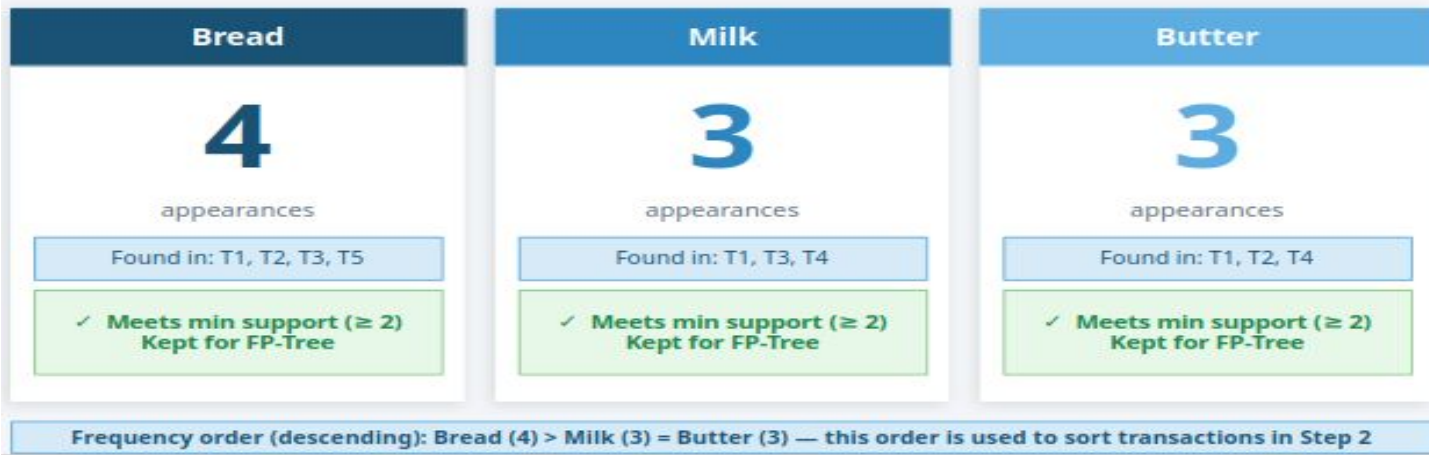 Bread
4
appearances
Found in: T1, T2, T3, T5
✓ Meets min support (≥ 2)
Kept for FP-Tree
Milk
3
appearances
Found in: T1, T3, T4
✓ Meets min support (≥ 2)
Kept for FP-Tree
Butter
3
appearances
Found in: T1, T2, T4
✓ Meets min support (≥ 2)
Kept for FP-Tree
Frequency order (descending): Bread (4) > Milk (3) = Butter (3) — this order is used to sort transactions in Step 2